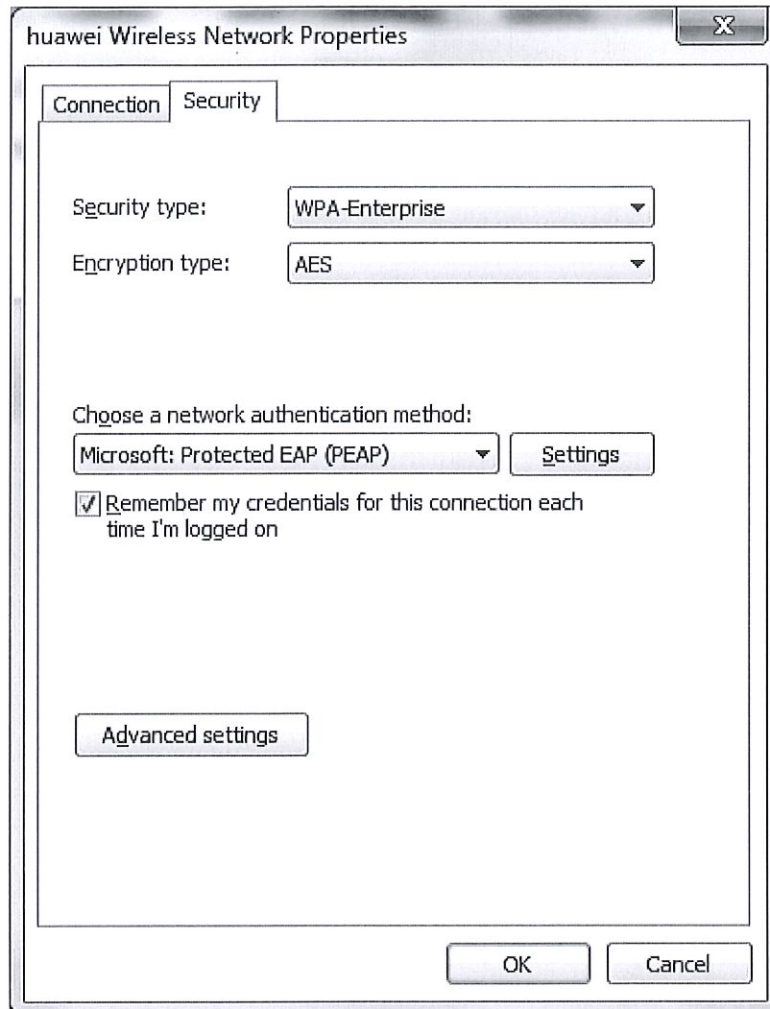 huawei Wireless Network Properties
X
Connection Security
Security type: WPA-Enterprise
Encryption type: AES
Choose a network authentication method:
Microsoft: Protected EAP (PEAP) Settings
Remember my credentials for this connection each
time I'm logged on
Advanced settings
OK Cancel